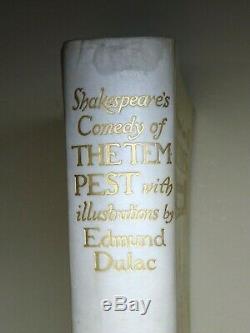 Shakespeare's
Comedy of
THE TEM
PEST with
illustrations by
Edmund
Dulac